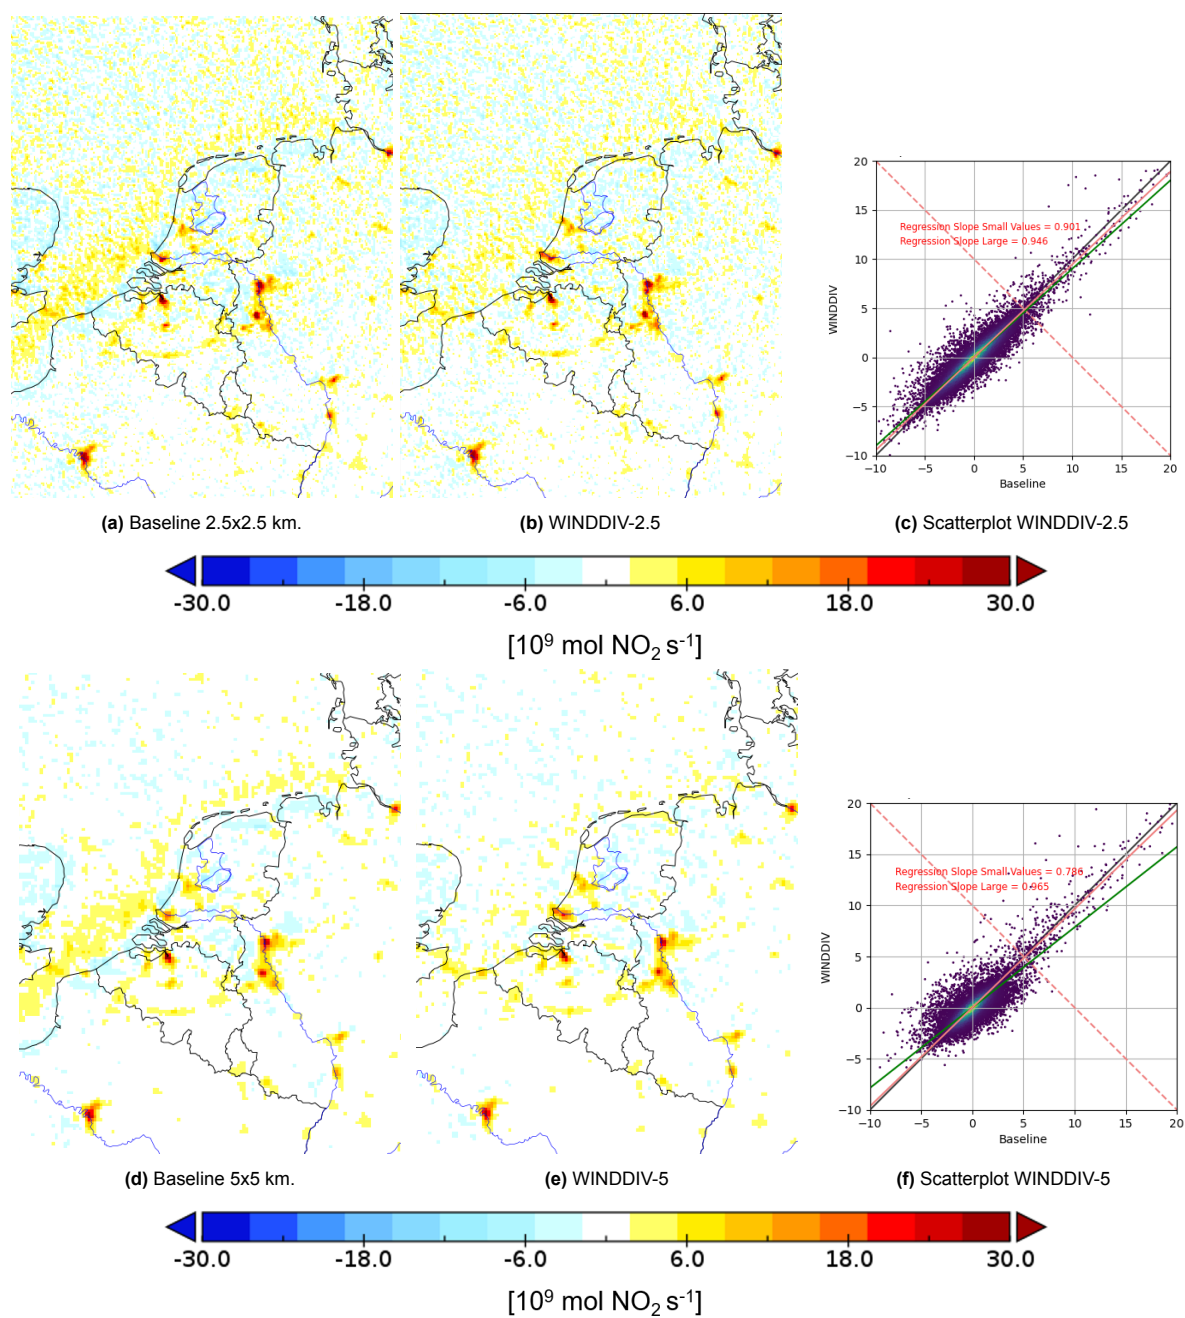 20
15
10
5
0
−5
−10
WINDDIV
Regression Slope Small Values = 0.901
Regression Slope Large = 0.946
−10 −5 0 5 10 15 20
Baseline
(a) Baseline 2.5x2.5 km.
(b) WINDDIV-2.5
(c) Scatterplot WINDDIV-2.5
-30.0 -18.0 -6.0 6.0 18.0 30.0
[10⁹ mol NO₂ s⁻¹]
20
15
10
5
0
−5
−10
WINDDIV
Regression Slope Small Values = 0.786
Regression Slope Large = 0.965
−10 −5 0 5 10 15 20
Baseline
(d) Baseline 5x5 km.
(e) WINDDIV-5
(f) Scatterplot WINDDIV-5
-30.0 -18.0 -6.0 6.0 18.0 30.0
[10⁹ mol NO₂ s⁻¹]